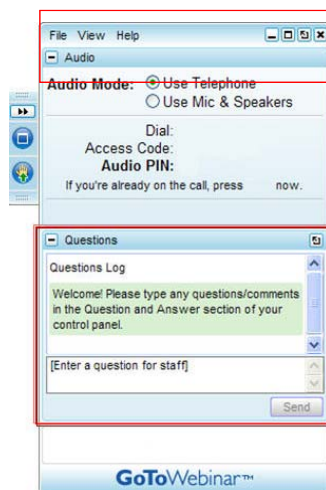 File View Help
Audio
Audio Mode: Use Telephone
Use Mic & Speakers
Dial:
Access Code:
Audio PIN:
If you're already on the call, press now.
Questions
Questions Log
Welcome! Please type any questions/comments
in the Question and Answer section of your
control panel.
[Enter a question for staff]
Send
GoToWebinar™